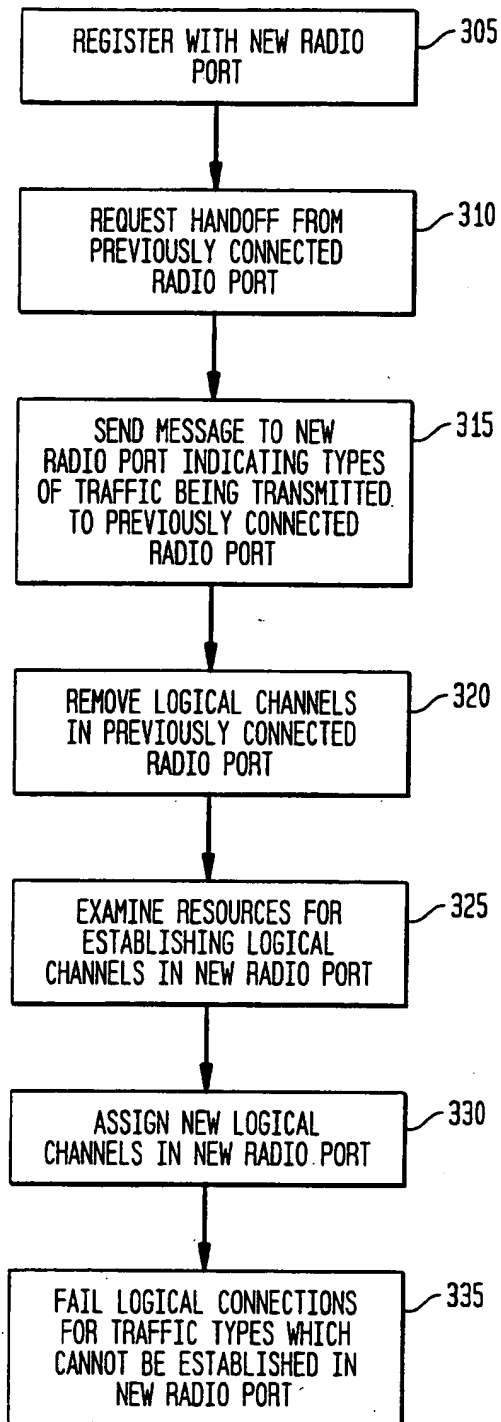 REGISTER WITH NEW RADIO
PORT
305
REQUEST HANDOFF FROM
PREVIOUSLY CONNECTED
RADIO PORT
310
SEND MESSAGE TO NEW
RADIO PORT INDICATING TYPES
OF TRAFFIC BEING TRANSMITTED
TO PREVIOUSLY CONNECTED
RADIO PORT
315
REMOVE LOGICAL CHANNELS
IN PREVIOUSLY CONNECTED
RADIO PORT
320
EXAMINE RESOURCES FOR
ESTABLISHING LOGICAL
CHANNELS IN NEW RADIO PORT
325
ASSIGN NEW LOGICAL
CHANNELS IN NEW RADIO PORT
330
FAIL LOGICAL CONNECTIONS
FOR TRAFFIC TYPES WHICH
CANNOT BE ESTABLISHED IN
NEW RADIO PORT
335